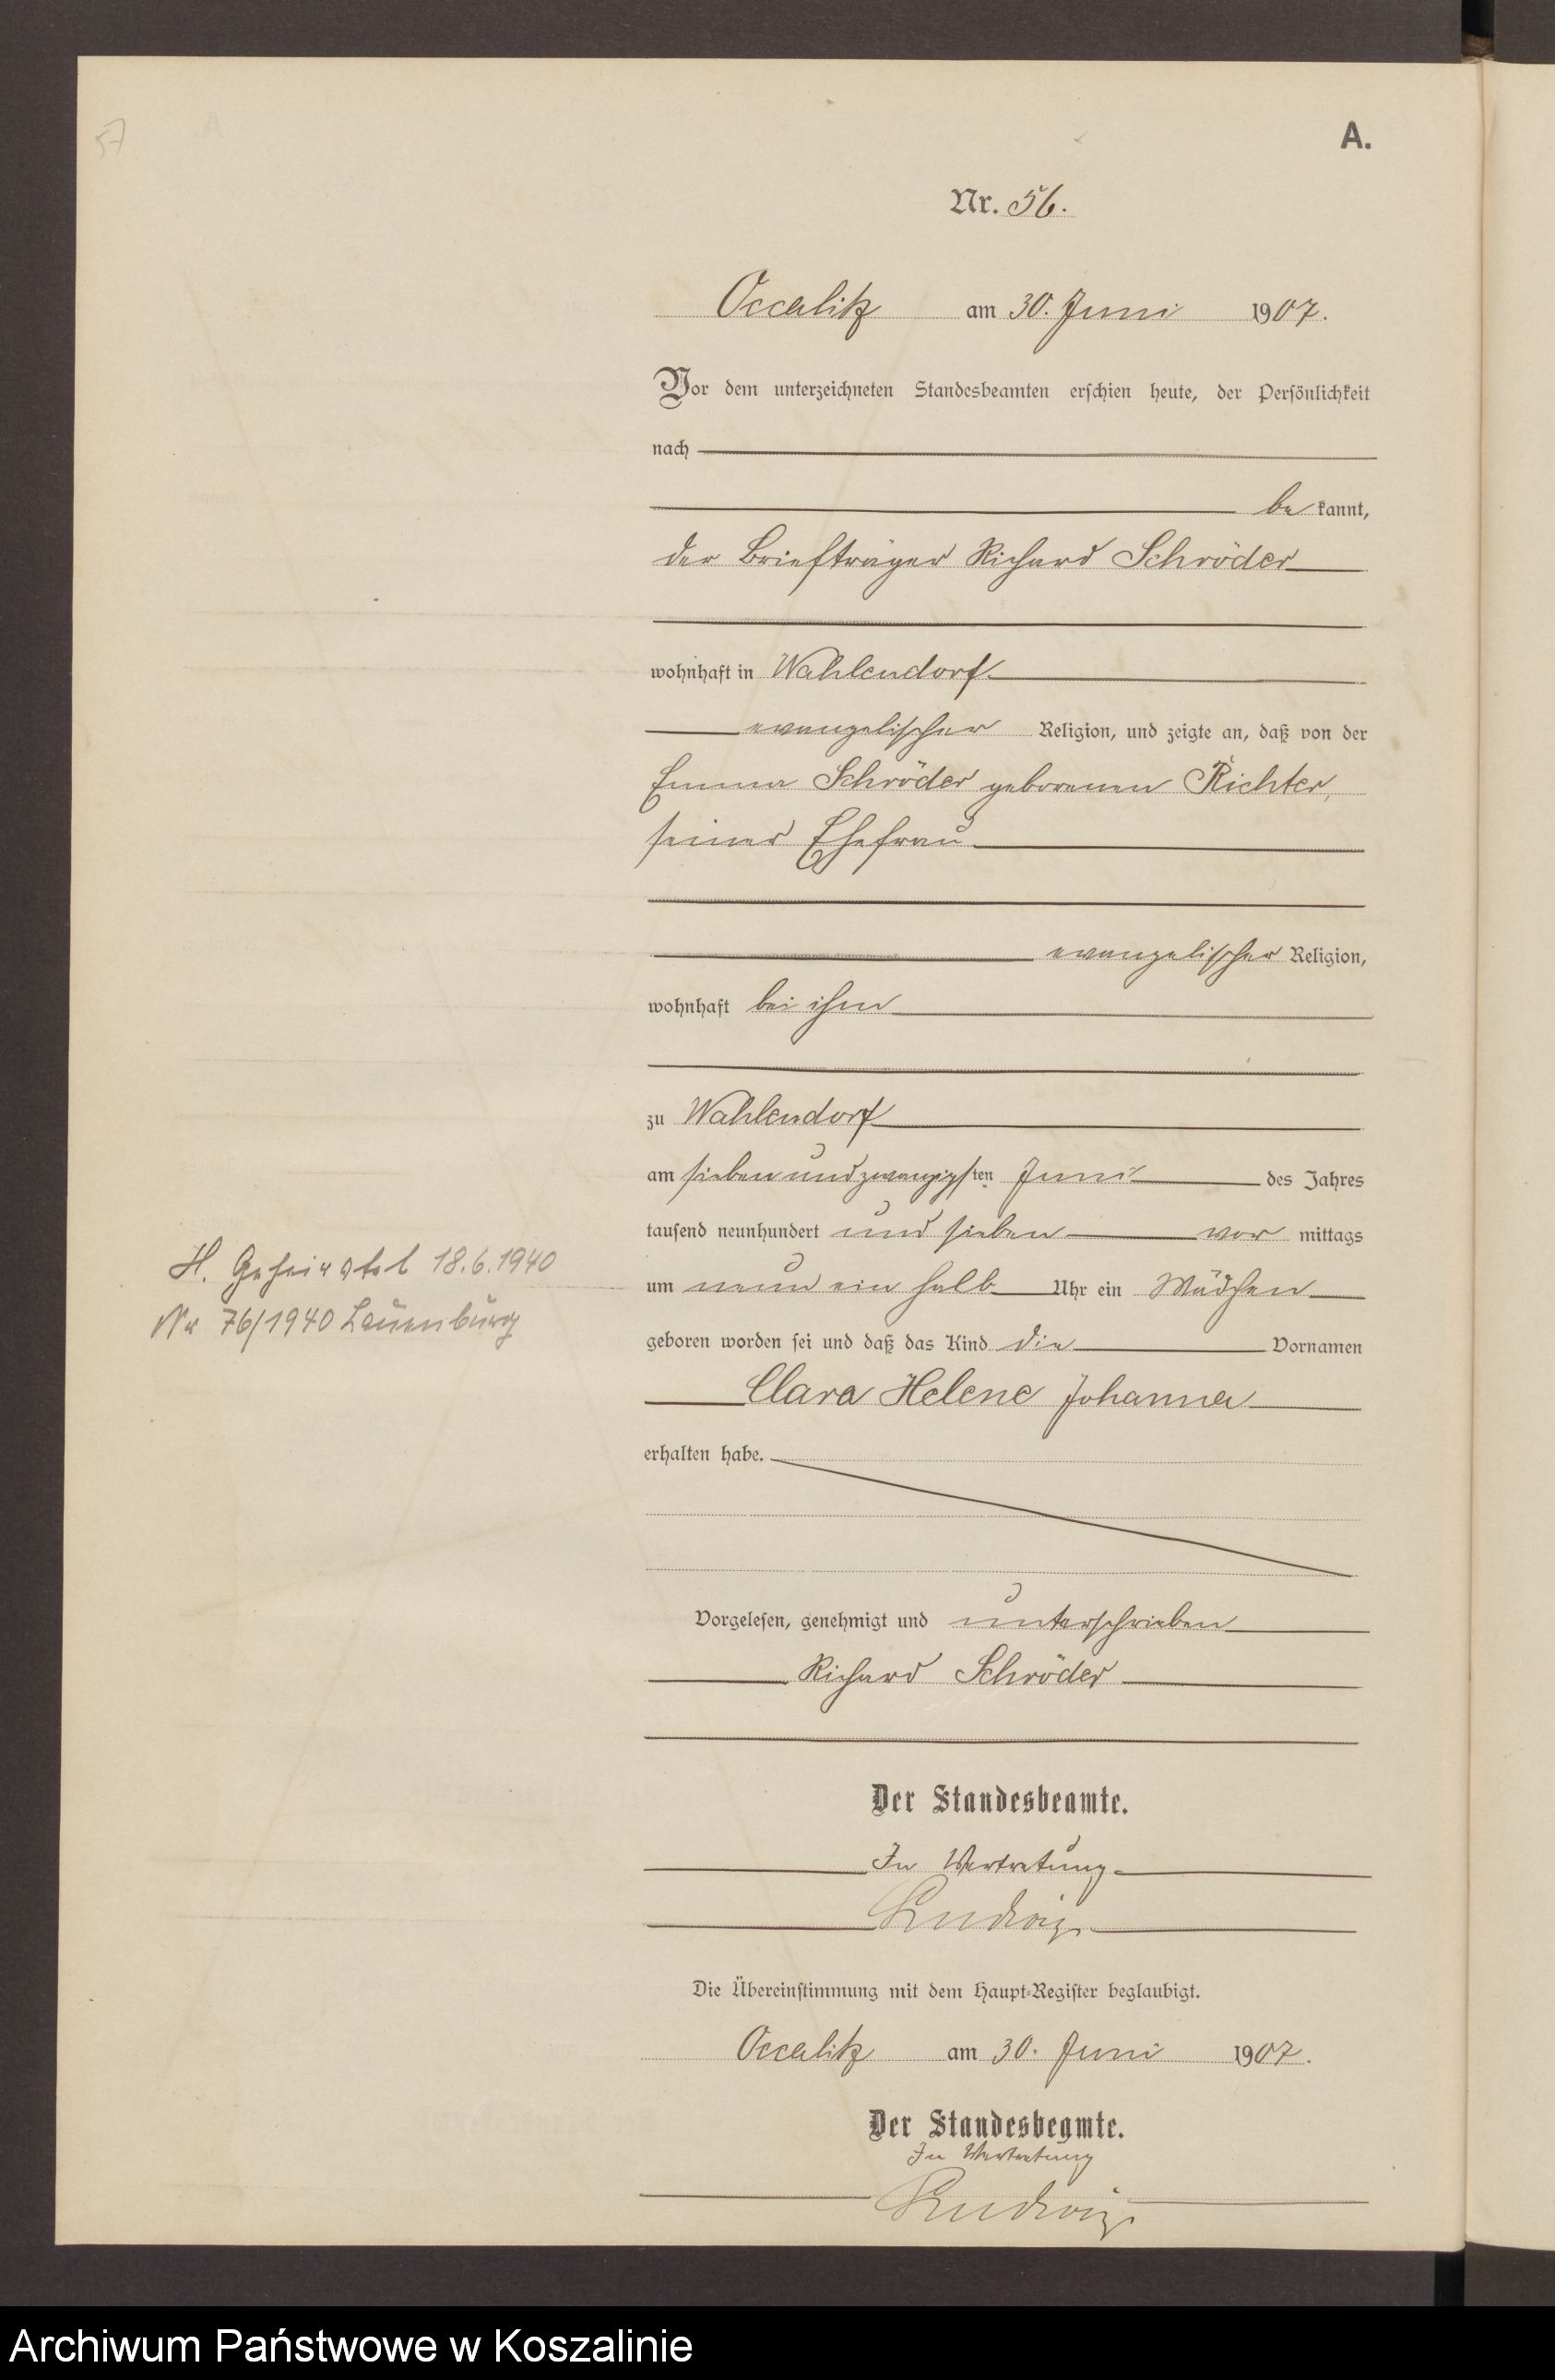 57
A.
Nr. 56.
Occalitz am 30. Juni 1907.
Vor dem unterzeichneten Standesbeamten erschien heute, der Persönlichkeit
nach
be kannt,
der Briefträger Richard Schröder
wohnhaft in Wahlendorf
evangelischer Religion, und zeigte an, daß von der
Emma Schröder geborenen Richter,
seiner Ehefrau
evangelischer Religion,
wohnhaft bei ihm
zu Wahlendorf
am siebenundzwanzigsten Juni des Jahres
tausend neunhundert und sieben vor mittags
um neun ein halb Uhr ein Mädchen
geboren worden sei und daß das Kind die Vornamen
Clara Helene Johanna
erhalten habe.
H. Geheiratet 18.6.1940
Nr 76/1940 Lauenburg
Vorgelesen, genehmigt und unterschrieben
Richard Schröder
Der Standesbeamte.
In Vertretung
Ludwig
Die Übereinstimmung mit dem Haupt-Register beglaubigt.
Occalitz am 30. Juni 1907.
Der Standesbeamte.
In Vertretung
Ludwig
Archiwum Państwowe w Koszalinie